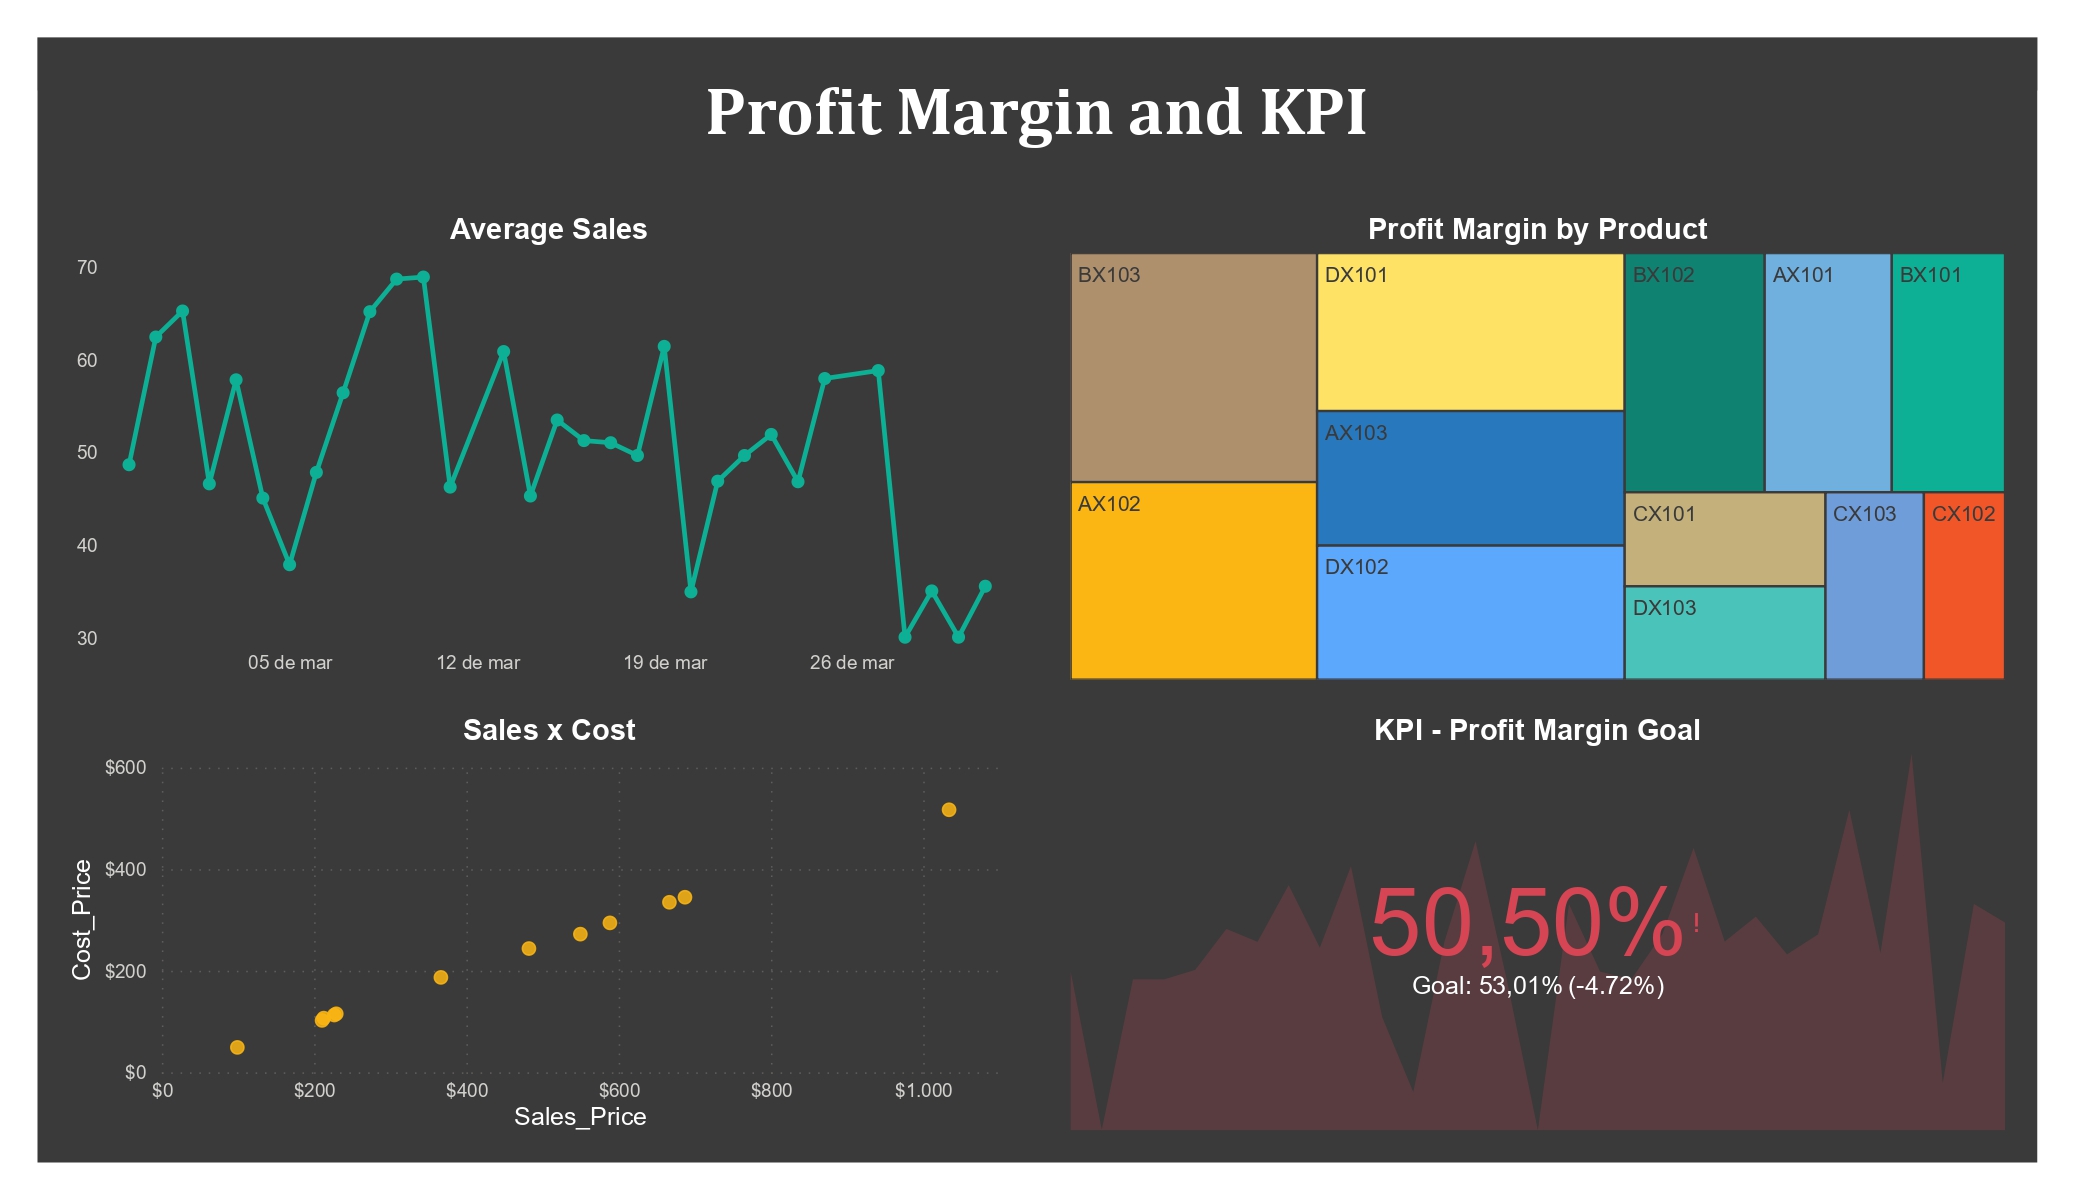 Profit Margin and KPI
Average Sales
70
60
50
40
30
05 de mar 12 de mar 19 de mar 26 de mar
Profit Margin by Product
BX103 DX101 BX102 AX101 BX101
AX103
AX102 CX101 CX103 CX102
DX102
DX103
Sales x Cost
Cost_Price
$600
$400
$200
$0
$0 $200 $400 $600 $800 $1.000
Sales_Price
KPI - Profit Margin Goal
50,50%!
Goal: 53,01% (-4.72%)